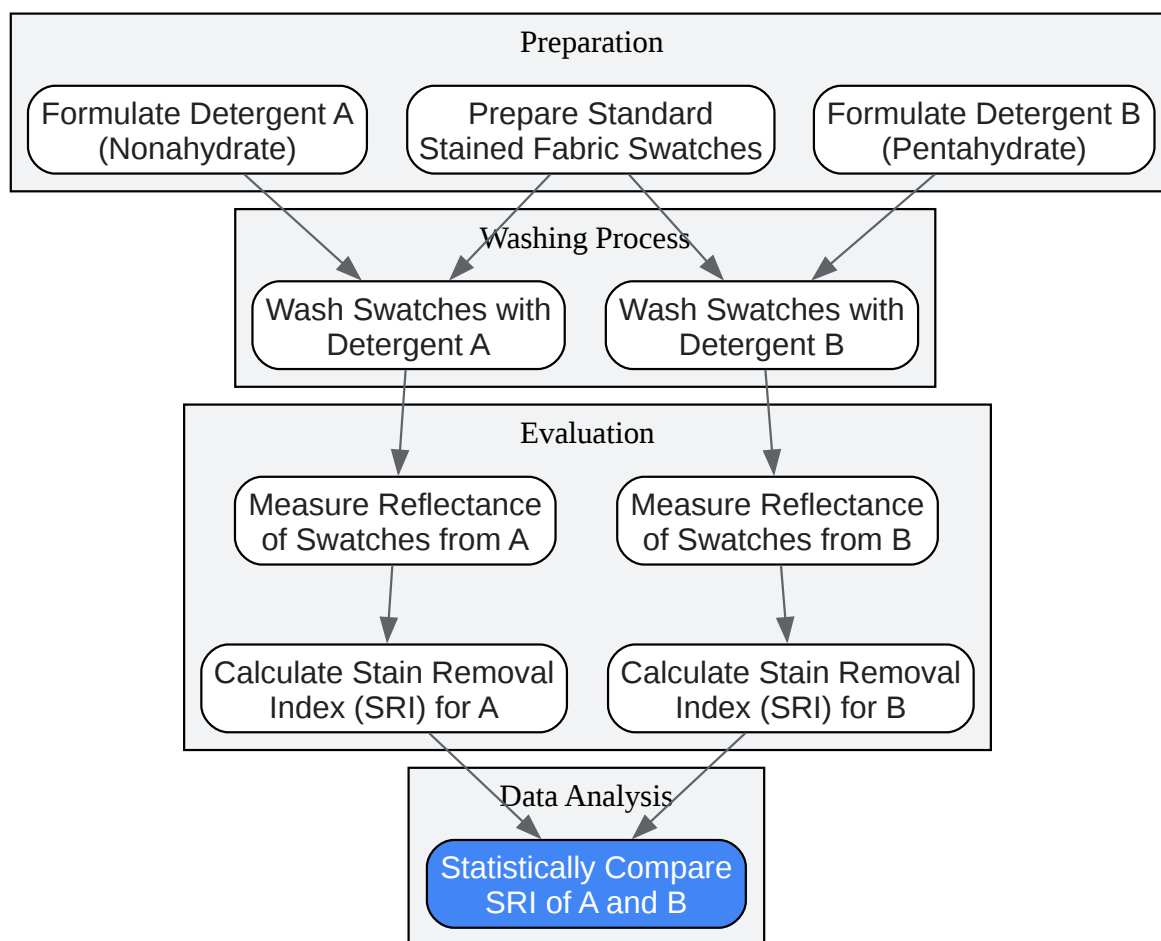 Preparation
Formulate Detergent A
(Nonahydrate)
Prepare Standard
Stained Fabric Swatches
Formulate Detergent B
(Pentahydrate)
Washing Process
Wash Swatches with
Detergent A
Wash Swatches with
Detergent B
Evaluation
Measure Reflectance
of Swatches from A
Measure Reflectance
of Swatches from B
Calculate Stain Removal
Index (SRI) for A
Calculate Stain Removal
Index (SRI) for B
Data Analysis
Statistically Compare
SRI of A and B